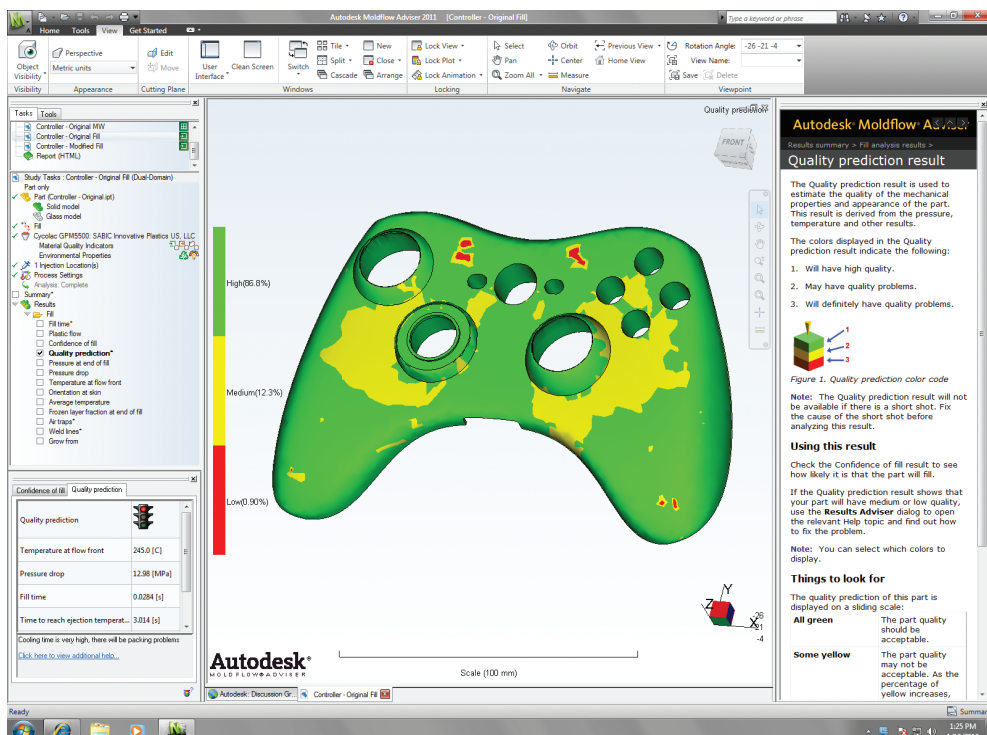 Autodesk Moldflow Adviser 2011 [Controller - Original Fill]
Type a keyword or phrase
Home Tools View Get Started
Object Visibility
Perspective
Metric units
Edit
Move
User Interface
Clean Screen
Switch
Tile
Split
Cascade
New
Close
Arrange
Lock View
Lock Plot
Lock Animation
Select
Pan
Zoom All
Orbit
Center
Measure
Previous View
Home View
Rotation Angle: -26 -21 -4
View Name:
Save Delete
Visibility Appearance Cutting Plane Windows Locking Navigate Viewpoint
Tasks Tools
Controller - Original MW
Controller - Original Fill
Controller - Modified Fill
Report (HTML)
Study Tasks : Controller - Original Fill (Dual-Domain)
Part only
Part (Controller - Original.ipt)
Solid model
Glass model
Fill
Cycolac GPM5500: SABIC Innovative Plastics US, LLC
Material Quality Indicators
Environmental Properties
1 Injection Location(s)
Process Settings
Analysis: Complete
Summary*
Results
Fill
Fill time*
Plastic flow
Confidence of fill
Quality prediction*
Pressure at end of fill
Pressure drop
Temperature at flow front
Orientation at skin
Average temperature
Frozen layer fraction at end of fill
Air traps*
Weld lines*
Grow from
Confidence of fill Quality prediction
Quality prediction
Temperature at flow front 245.0 [C]
Pressure drop 12.98 [MPa]
Fill time 0.0284 [s]
Time to reach ejection temperat... 3.014 [s]
Cooling time is very high, there will be packing problems
Click here to view additional help...
Quality prediction
FRONT
High(86.8%)
Medium(12.3%)
Low(0.90%)
Y
Z
X
-26
-21
-4
Autodesk®
MOLDFLOW® ADVISER
Scale (100 mm)
Autodesk: Discussion Gr... Controller - Original Fill
Autodesk® Moldflow® Adviser
Results summary > Fill analysis results >
Quality prediction result
The Quality prediction result is used to
estimate the quality of the mechanical
properties and appearance of the part.
This result is derived from the pressure,
temperature and other results.
The colors displayed in the Quality
prediction result indicate the following:
1. Will have high quality.
2. May have quality problems.
3. Will definitely have quality problems.
1
2
3
Figure 1. Quality prediction color code
Note: The Quality prediction result will not
be available if there is a short shot. Fix
the cause of the short shot before
analyzing this result.
Using this result
Check the Confidence of fill result to see
how likely it is that the part will fill.
If the Quality prediction result shows that
your part will have medium or low quality,
use the Results Adviser dialog to open
the relevant Help topic and find out how
to fix the problem.
Note: You can select which colors to
display.
Things to look for
The quality prediction of this part is
displayed on a sliding scale:
All green The part quality
should be
acceptable.
Some yellow The part quality
may not be
acceptable. As the
percentage of
yellow increases,
Ready
Summar
1:25 PM